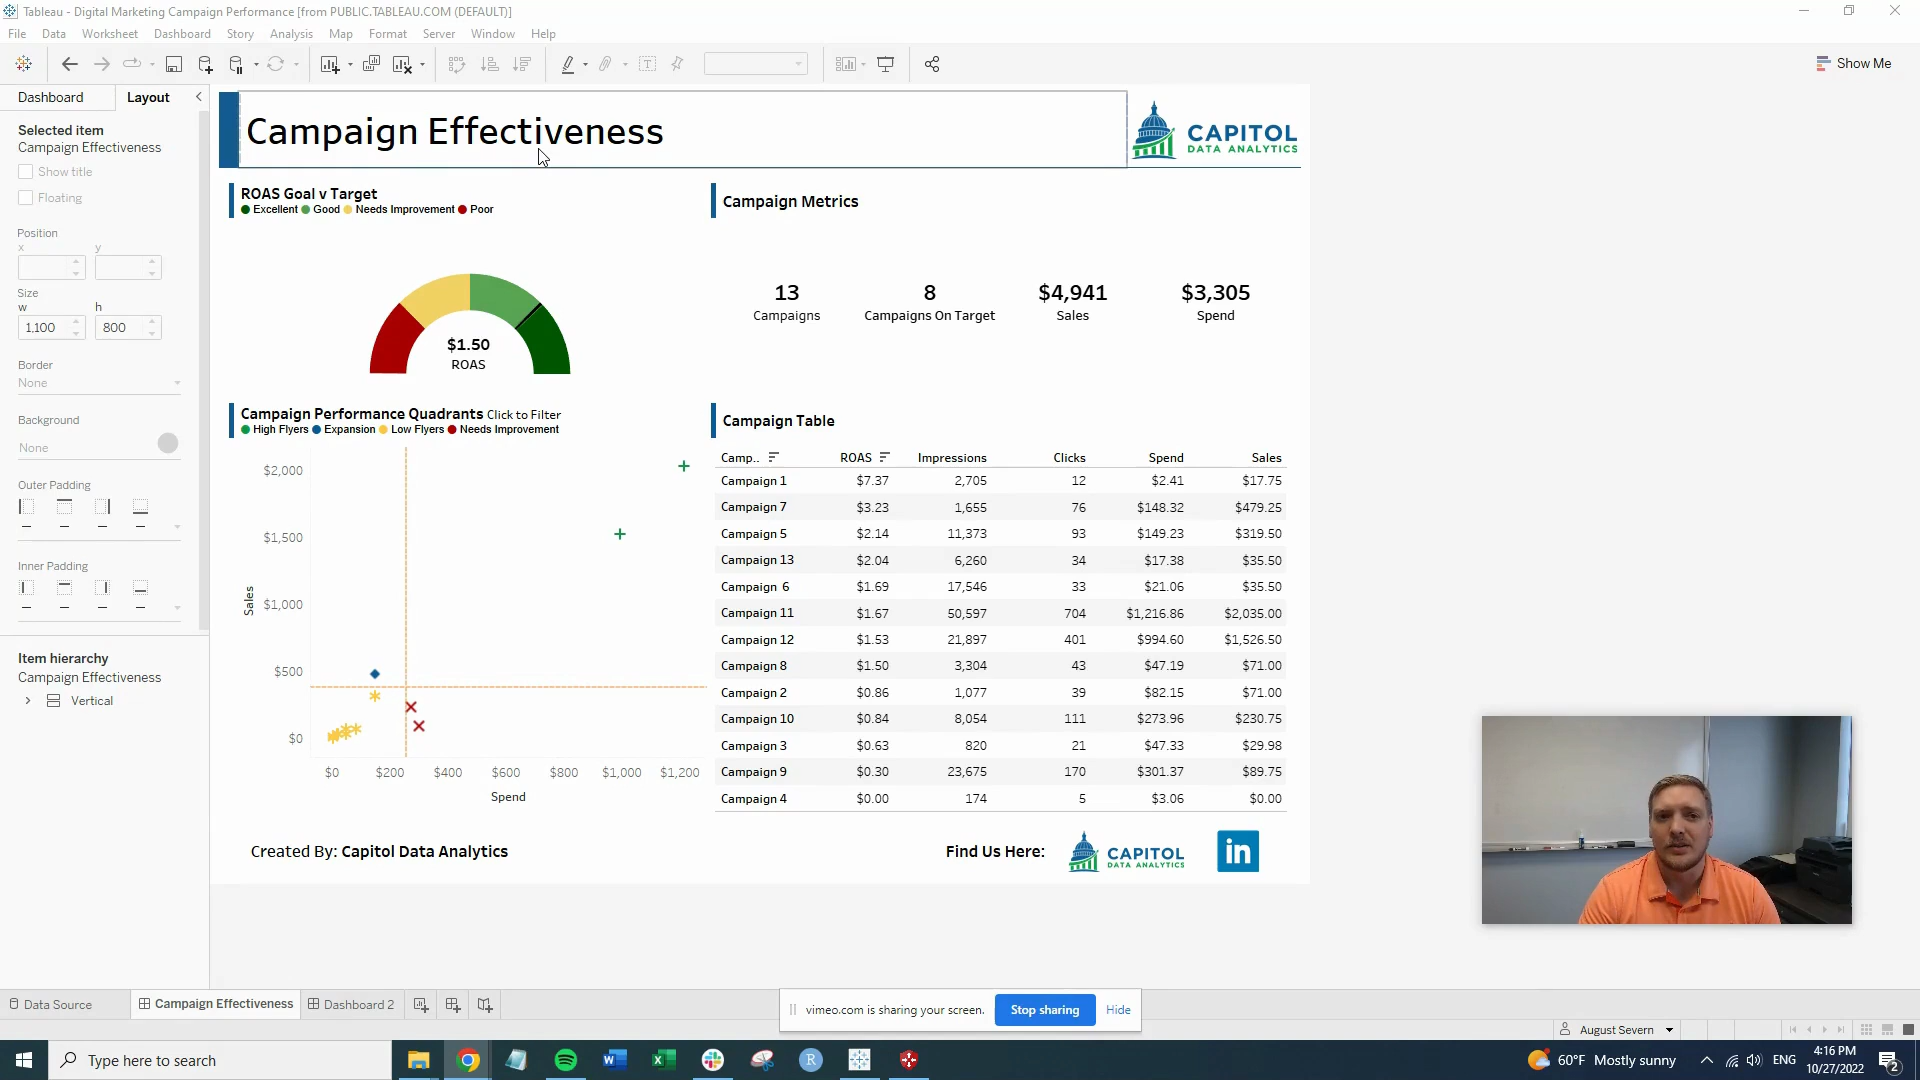 Tableau - Digital Marketing Campaign Performance [from PUBLIC.TABLEAU.COM (DEFAULT)]
File Data Worksheet Dashboard Story Analysis Map Format Server Window Help
Show Me
Dashboard Layout
Selected item
Campaign Effectiveness
Show title
Floating
Position
x y
Size
w h
1,100 800
Border
None
Background
None
Outer Padding
Inner Padding
Item hierarchy
Campaign Effectiveness
Vertical
Campaign Effectiveness
CAPITOL
DATA ANALYTICS
ROAS Goal v Target
Excellent Good Needs Improvement Poor
$1.50
ROAS
Campaign Metrics
13 8 $4,941 $3,305
Campaigns Campaigns On Target Sales Spend
Campaign Performance Quadrants Click to Filter
High Flyers Expansion Low Flyers Needs Improvement
$2,000
$1,500
$1,000
$500
$0
Sales
$0 $200 $400 $600 $800 $1,000 $1,200
Spend
Campaign Table
Camp.. ROAS Impressions Clicks Spend Sales
Campaign 1 $7.37 2,705 12 $2.41 $17.75
Campaign 7 $3.23 1,655 76 $148.32 $479.25
Campaign 5 $2.14 11,373 93 $149.23 $319.50
Campaign 13 $2.04 6,260 34 $17.38 $35.50
Campaign 6 $1.69 17,546 33 $21.06 $35.50
Campaign 11 $1.67 50,597 704 $1,216.86 $2,035.00
Campaign 12 $1.53 21,897 401 $994.60 $1,526.50
Campaign 8 $1.50 3,304 43 $47.19 $71.00
Campaign 2 $0.86 1,077 39 $82.15 $71.00
Campaign 10 $0.84 8,054 111 $273.96 $230.75
Campaign 3 $0.63 820 21 $47.33 $29.98
Campaign 9 $0.30 23,675 170 $301.37 $89.75
Campaign 4 $0.00 174 5 $3.06 $0.00
Created By: Capitol Data Analytics
Find Us Here:
CAPITOL
DATA ANALYTICS
in
Data Source Campaign Effectiveness Dashboard 2
vimeo.com is sharing your screen. Stop sharing Hide
August Severn
Type here to search
60°F Mostly sunny
ENG
4:16 PM
10/27/2022
2